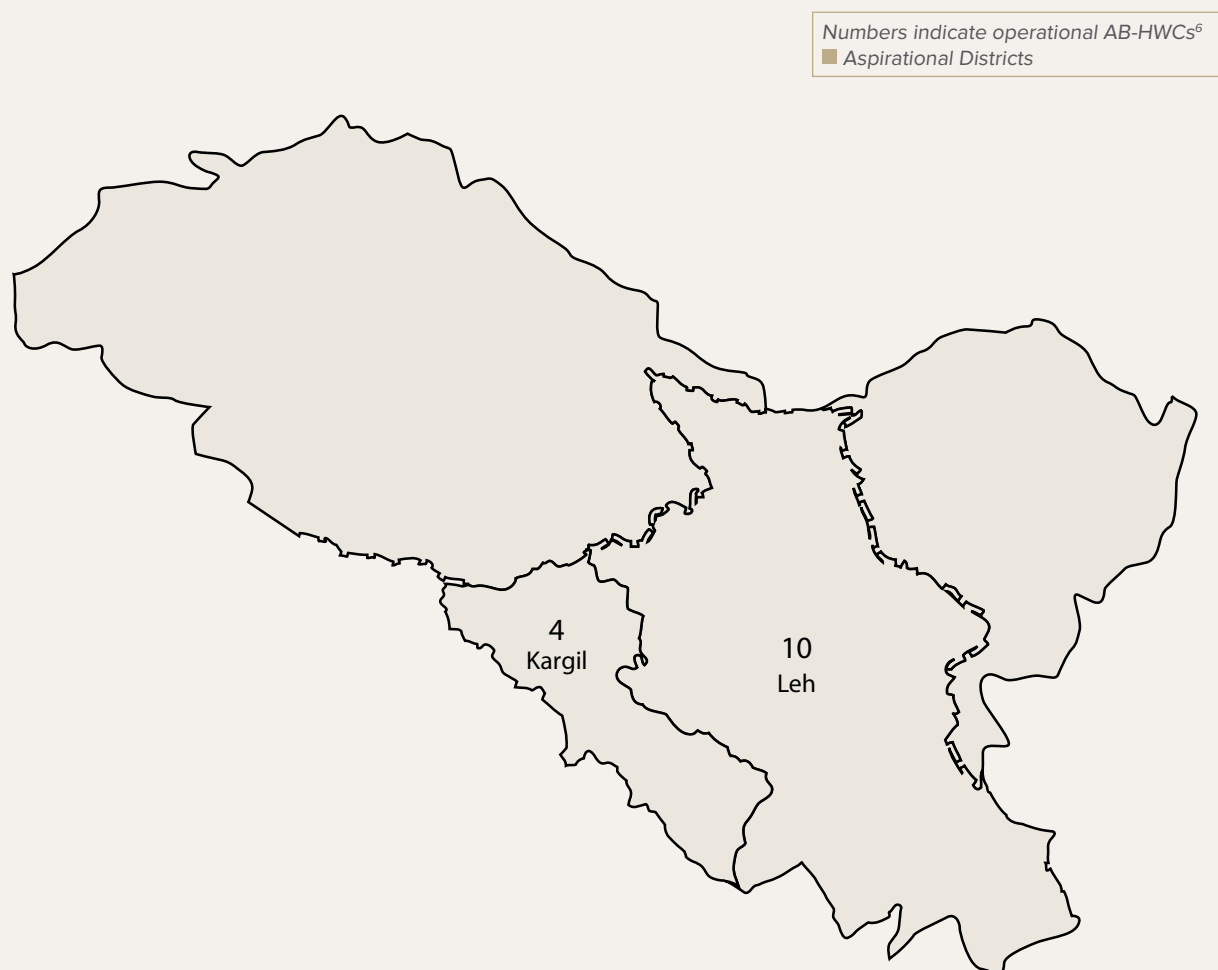 Numbers indicate operational AB-HWCs⁶
Aspirational Districts
4
Kargil
10
Leh